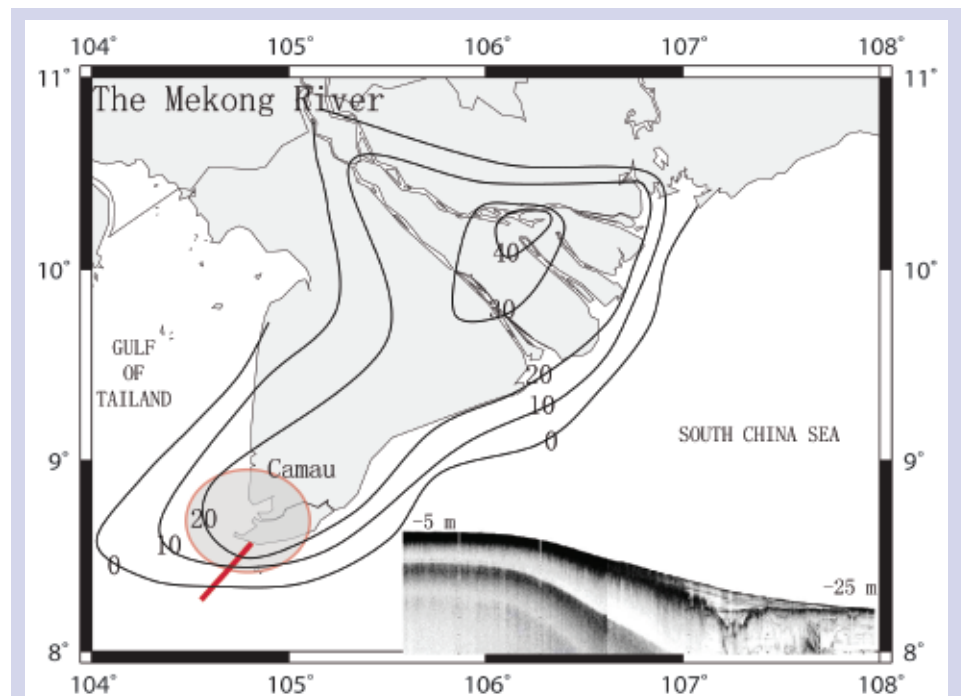 104° 105° 106° 107° 108°
11° 11°
The Mekong River
40
10° 10°
30
GULF
OF
TAILAND
20
10
SOUTH CHINA SEA
0
9° 9°
Camau
20
-5 m
10
0
-25 m
8° 8°
104° 105° 106° 107° 108°